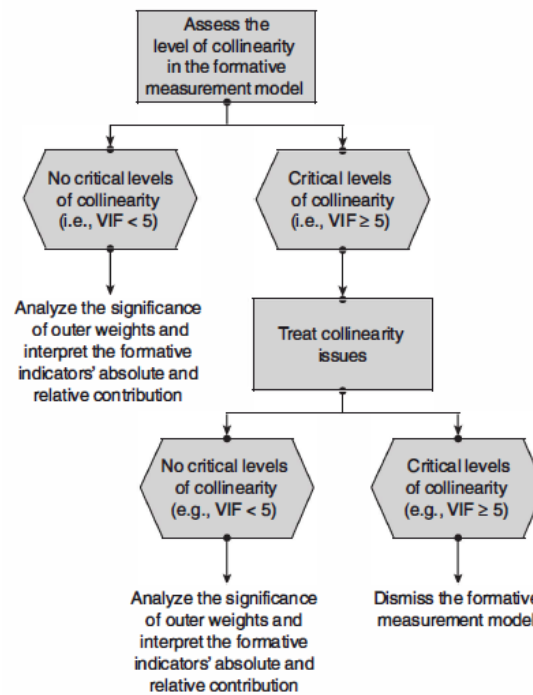 Assess the
level of collinearity
in the formative
measurement model
No critical levels
of collinearity
(i.e., VIF < 5)
Critical levels
of collinearity
(i.e., VIF ≥ 5)
Analyze the significance
of outer weights and
interpret the formative
indicators’ absolute and
relative contribution
Treat collinearity
issues
No critical levels
of collinearity
(e.g., VIF < 5)
Critical levels
of collinearity
(e.g., VIF ≥ 5)
Analyze the significance
of outer weights and
interpret the formative
indicators’ absolute and
relative contribution
Dismiss the formative
measurement model